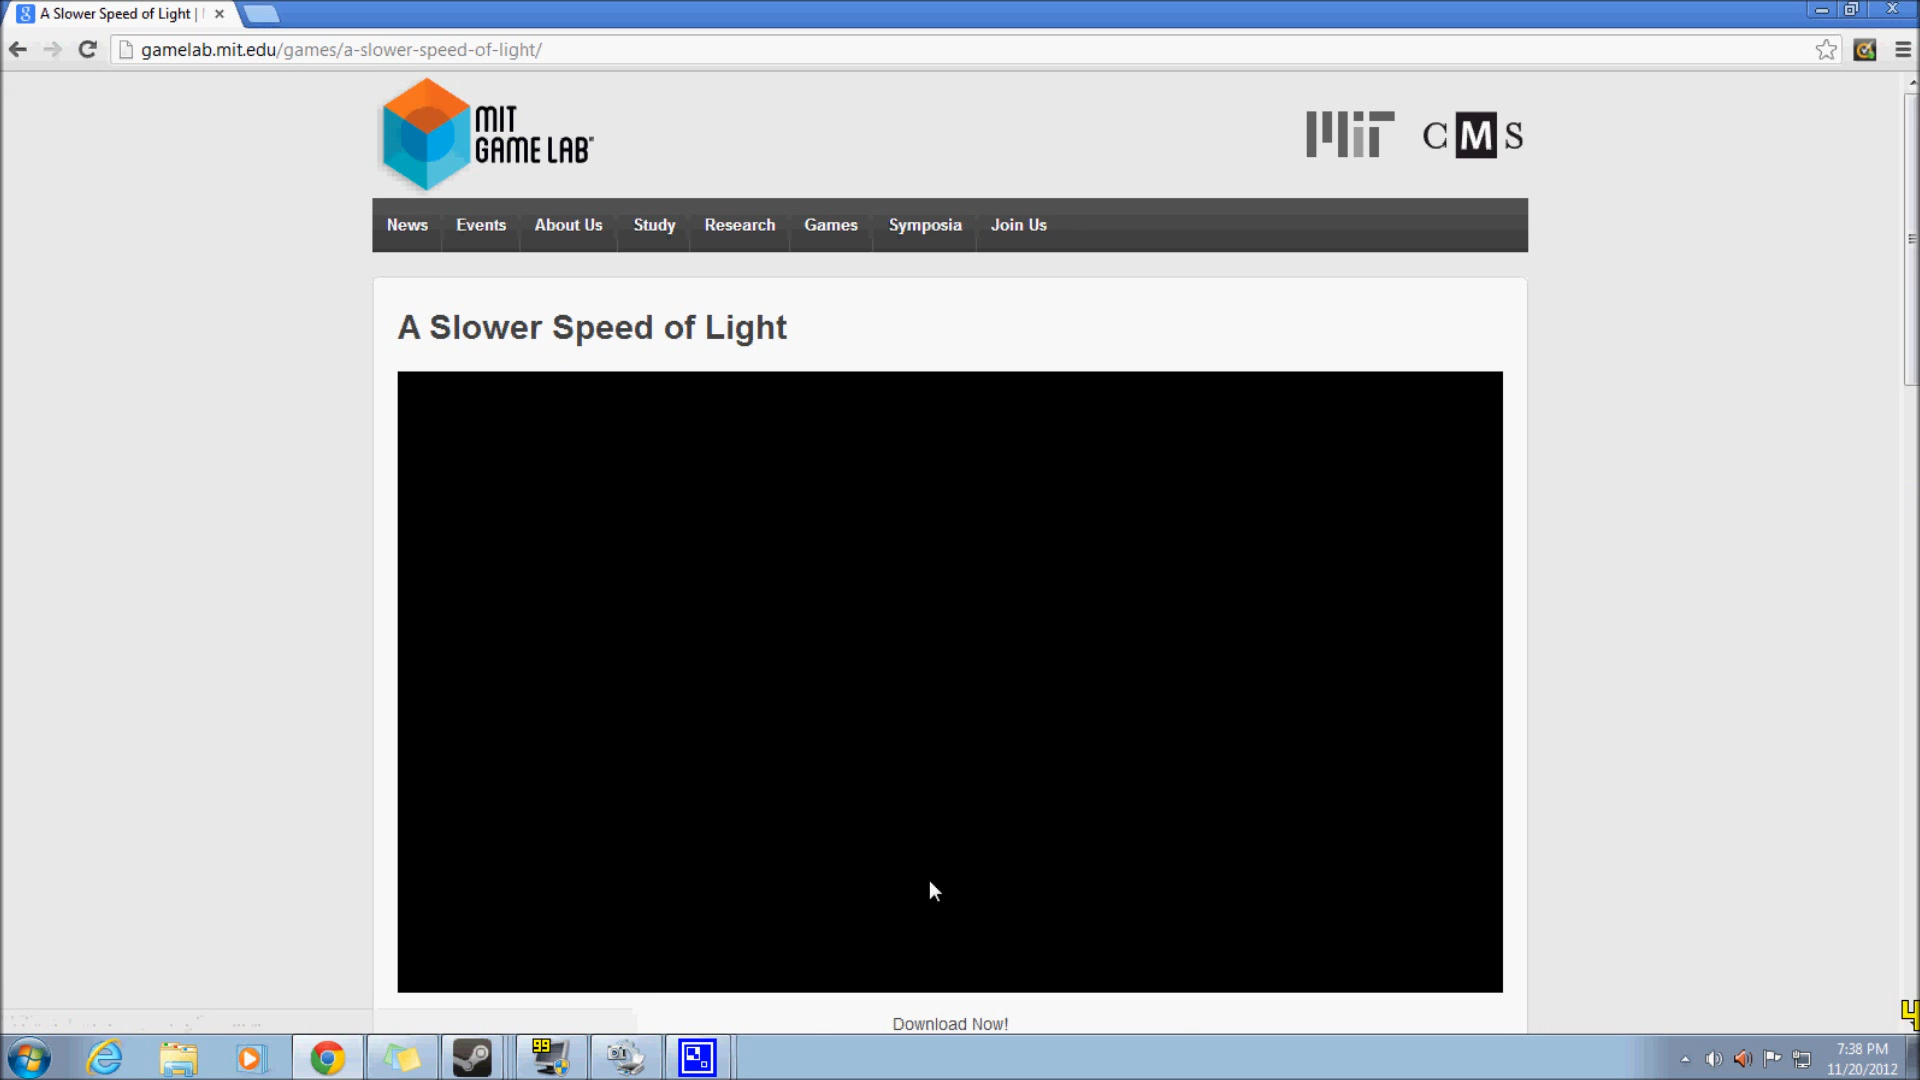 A Slower Speed of Light |
gamelab.mit.edu/games/a-slower-speed-of-light/
MIT
GAME LAB
MIT
CMS
News Events About Us Study Research Games Symposia Join Us
A Slower Speed of Light
Download Now!
99
4
7:38 PM
11/20/2012